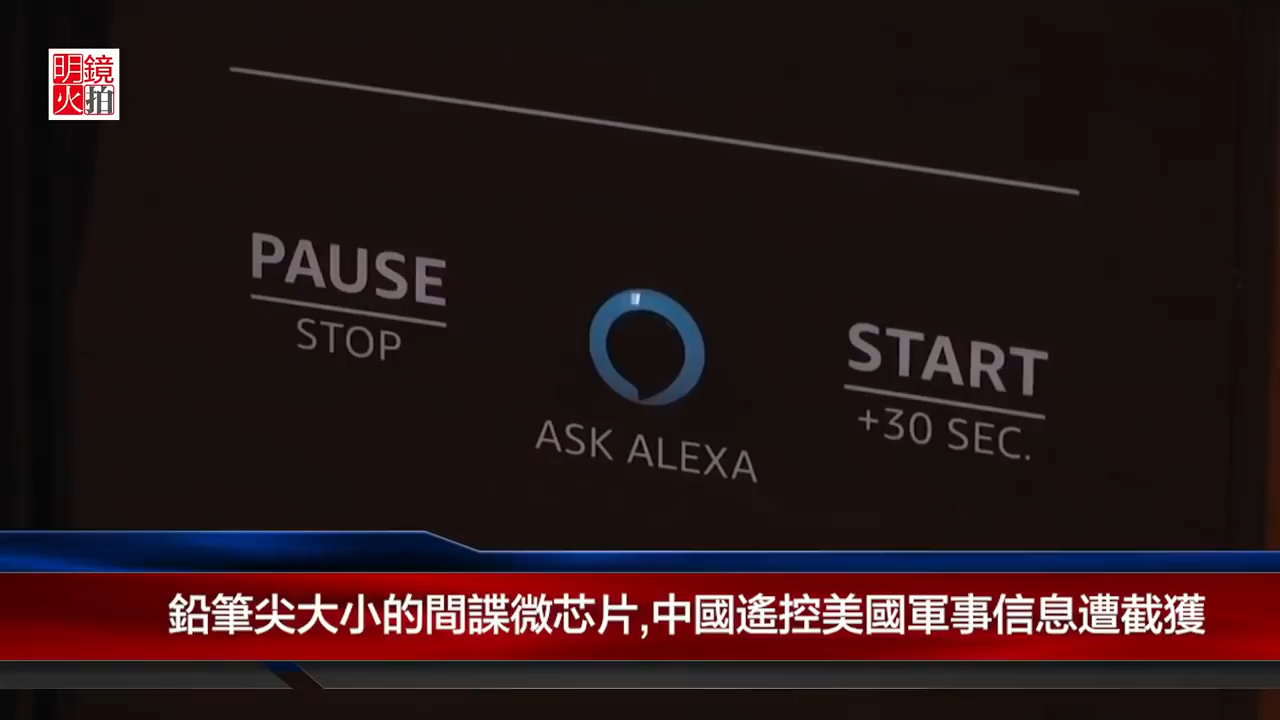 明鏡
火拍
PAUSE
STOP
ASK ALEXA
START
+30 SEC.
鉛筆尖大小的間諜微芯片,中國遙控美國軍事信息遭截獲